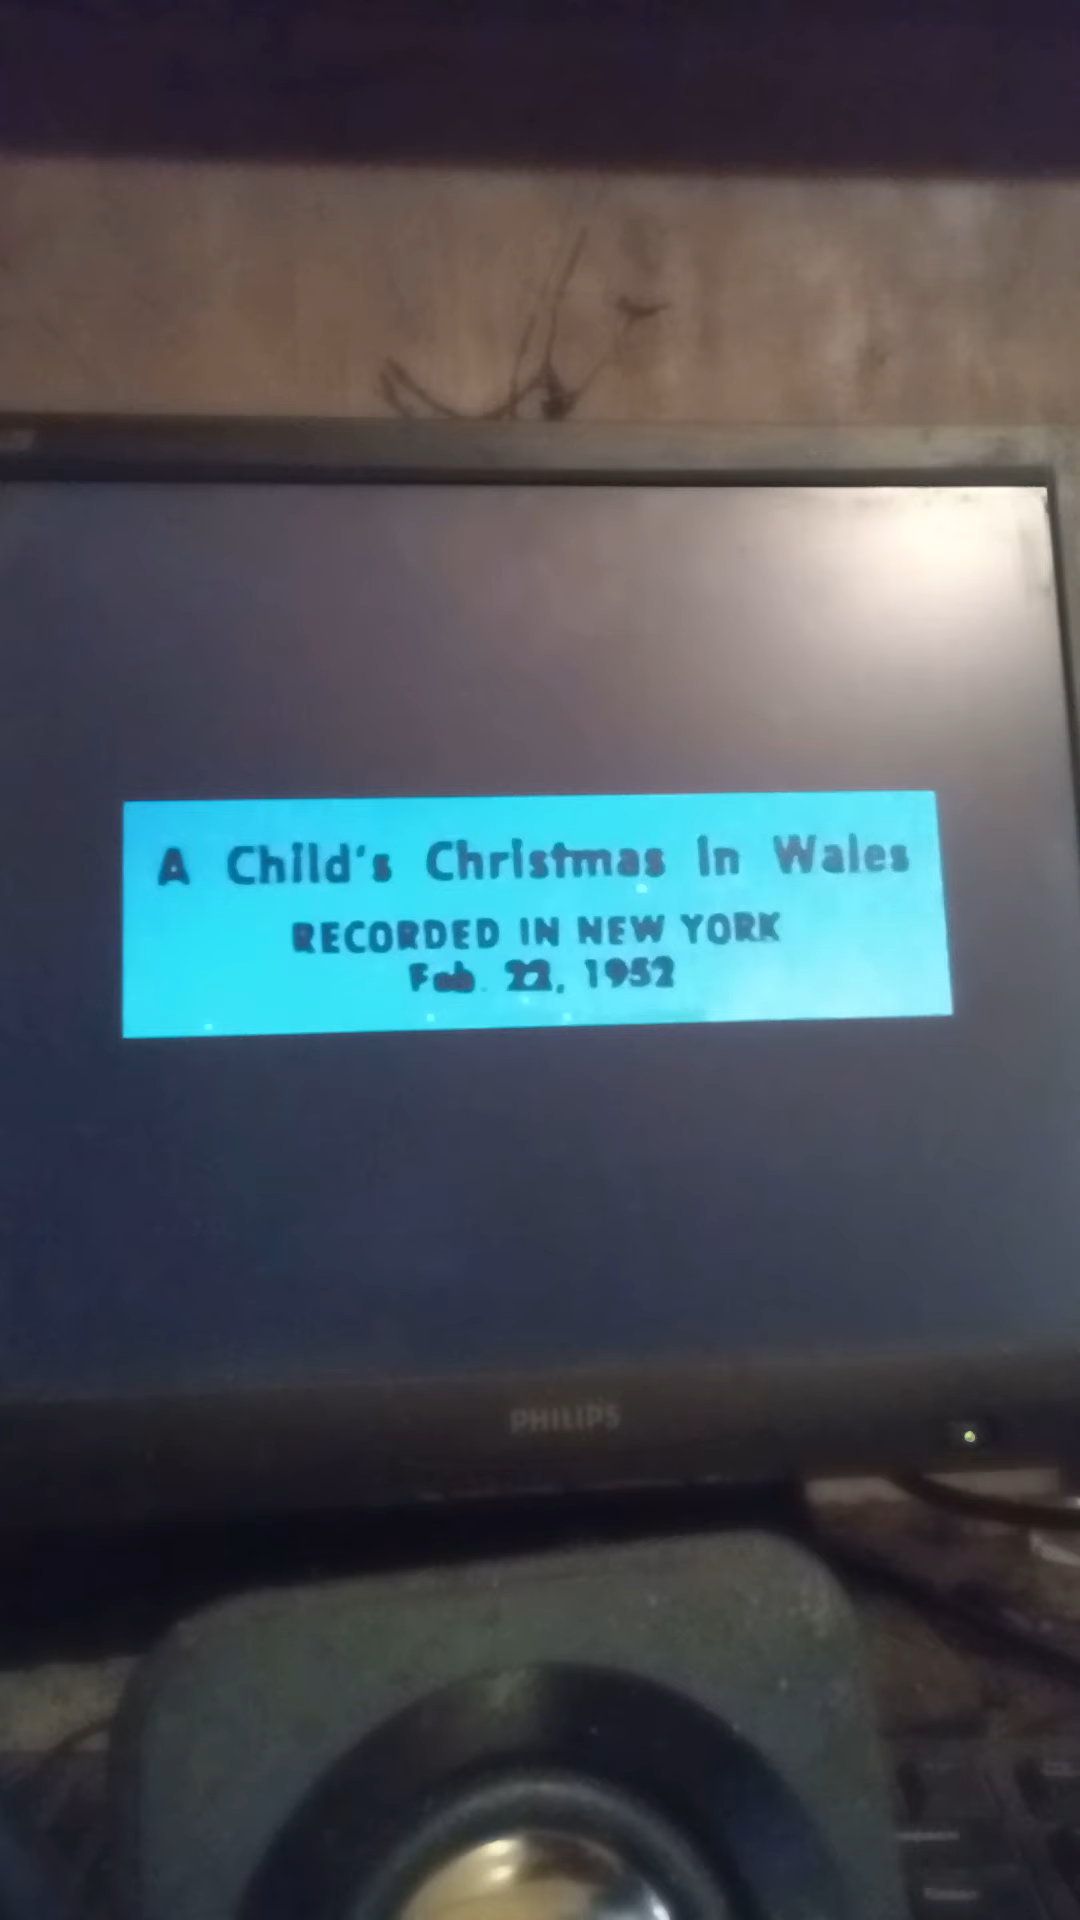 A Child's Christmas in Wales
RECORDED IN NEW YORK
Feb. 22, 1952
PHILIPS